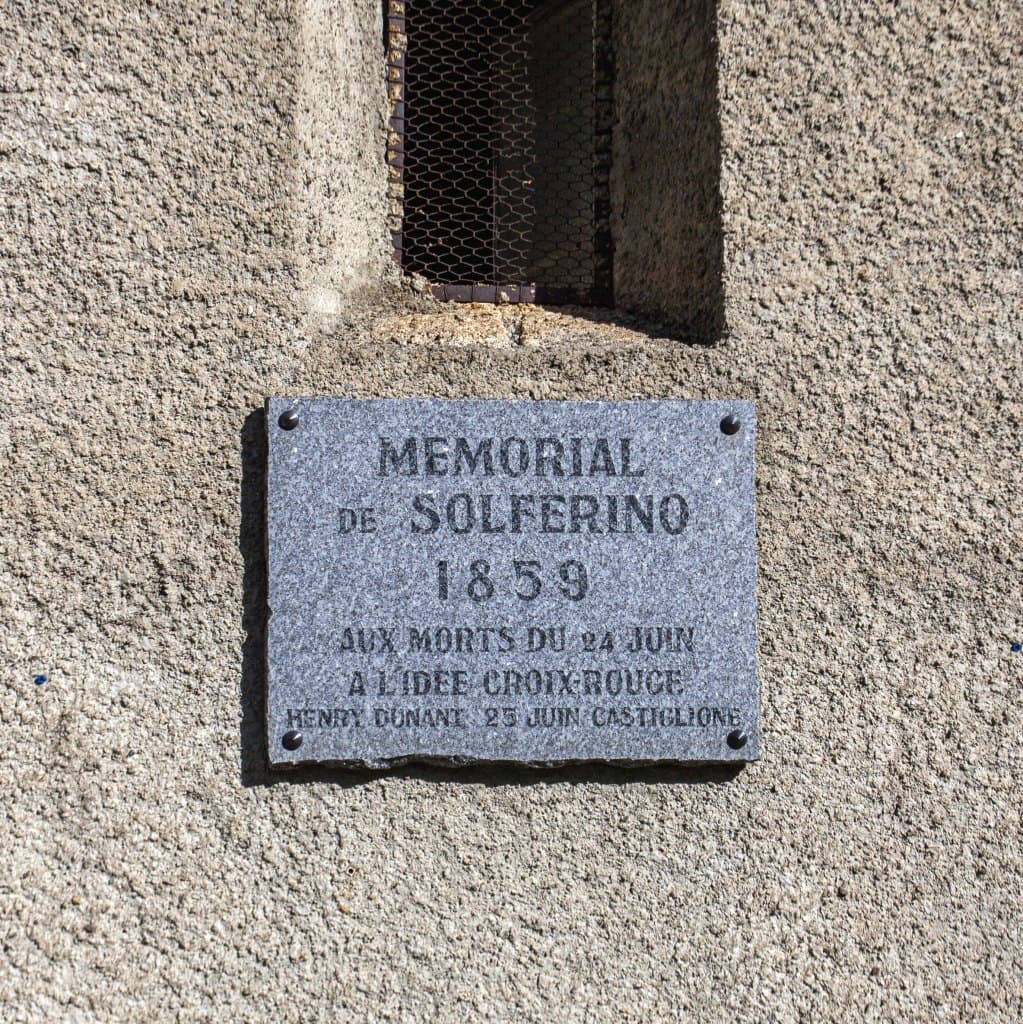 MEMORIAL
DE SOLFERINO
1859
AUX MORTS DU 24 JUIN
A L'IDEE CROIX-ROUGE
HENRY DUNANT 25 JUIN CASTIGLIONE